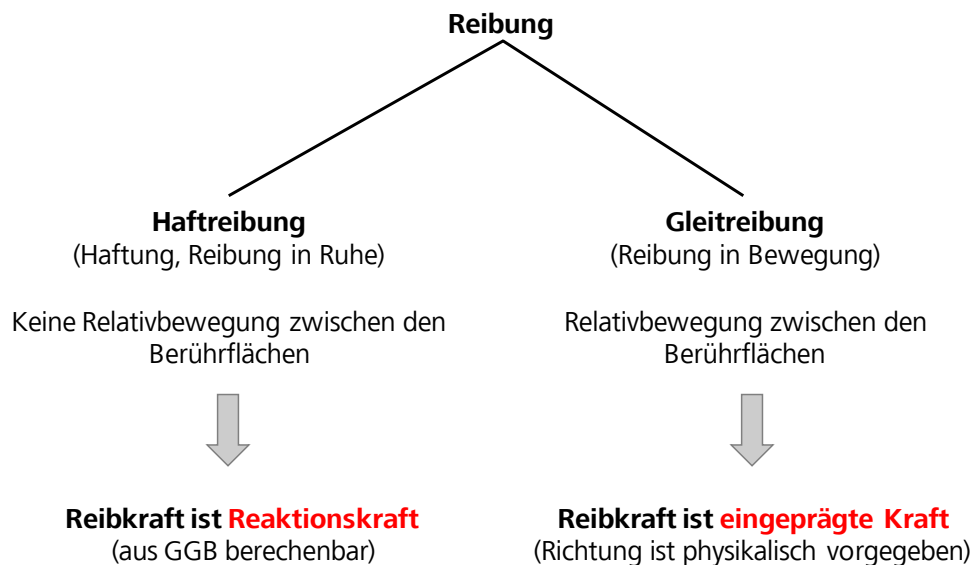 Reibung
Haftreibung
(Haftung, Reibung in Ruhe)
Keine Relativbewegung zwischen den
Berührflächen
Reibkraft ist Reaktionskraft
(aus GGB berechenbar)
Gleitreibung
(Reibung in Bewegung)
Relativbewegung zwischen den
Berührflächen
Reibkraft ist eingeprägte Kraft
(Richtung ist physikalisch vorgegeben)